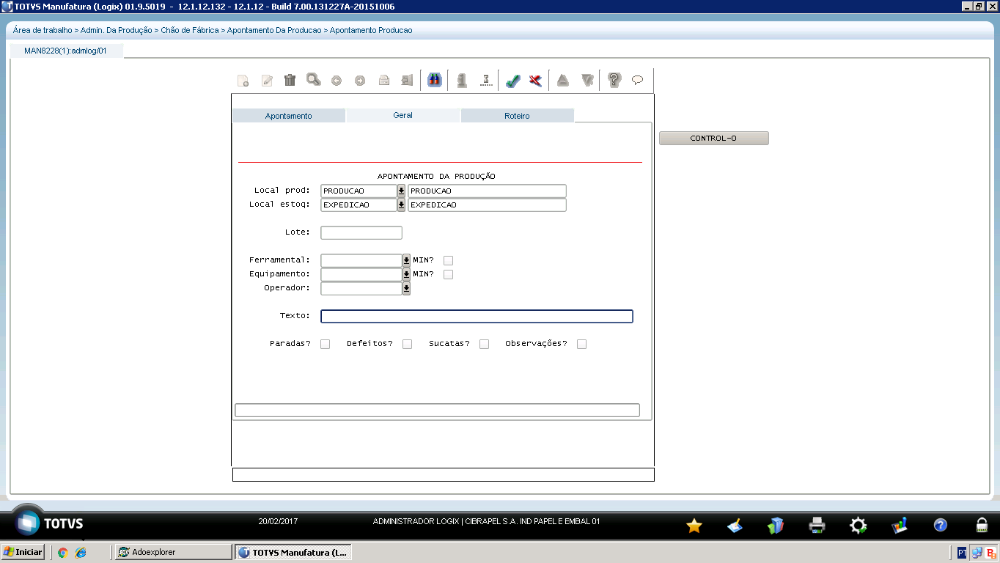 TOTVS Manufatura (Logix) 01.9.5019 - 12.1.12.132 - 12.1.12 - Build 7.00.131227A-20151006
Área de trabalho > Admin. Da Produção > Chão de Fábrica > Apontamento Da Producao > Apontamento Producao
MAN8228(1):admlog/01
Apontamento Geral Roteiro
CONTROL-O
APONTAMENTO DA PRODUÇÃO
Local prod: PRODUCAO PRODUCAO
Local estoq: EXPEDICAO EXPEDICAO
Lote:
Ferramental: MIN?
Equipamento: MIN?
Operador:
Texto:
Paradas? Defeitos? Sucatas? Observações?
TOTVS 20/02/2017 ADMINISTRADOR LOGIX | CIBRAPEL S.A. IND PAPEL E EMBAL 01
Iniciar Adoexplorer TOTVS Manufatura (L... PT